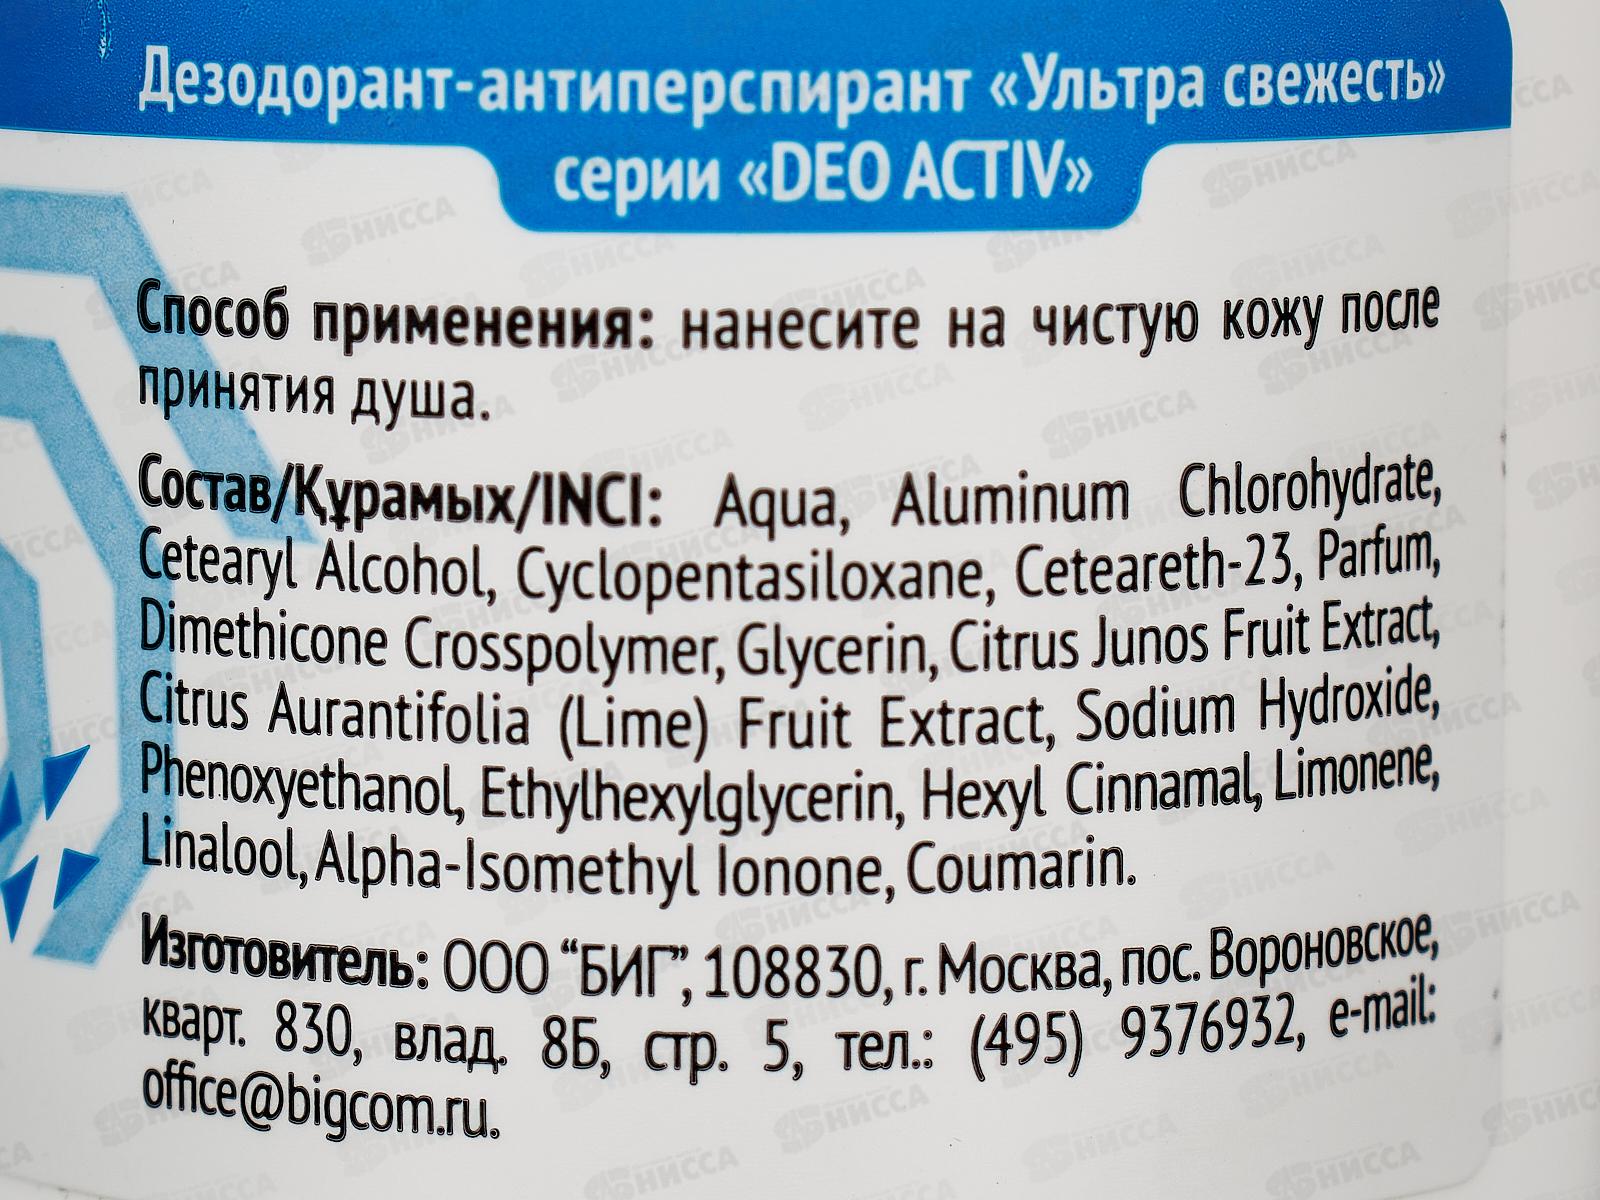 Дезодорант-антиперспирант «Ультра свежесть»
серии «DEO ACTIV»
Способ применения: нанесите на чистую кожу после
принятия душа.
Состав/Құрамых/INCI: Aqua, Aluminum Chlorohydrate,
Cetearyl Alcohol, Cyclopentasiloxane, Ceteareth-23, Parfum,
Dimethicone Crosspolymer, Glycerin, Citrus Junos Fruit Extract,
Citrus Aurantifolia (Lime) Fruit Extract, Sodium Hydroxide,
Phenoxyethanol, Ethylhexylglycerin, Hexyl Cinnamal, Limonene,
Linalool, Alpha-Isomethyl Ionone, Coumarin.
Изготовитель: ООО “БИГ”, 108830, г. Москва, пос. Вороновское,
кварт. 830, влад. 8Б, стр. 5, тел.: (495) 9376932, e-mail:
office@bigcom.ru.